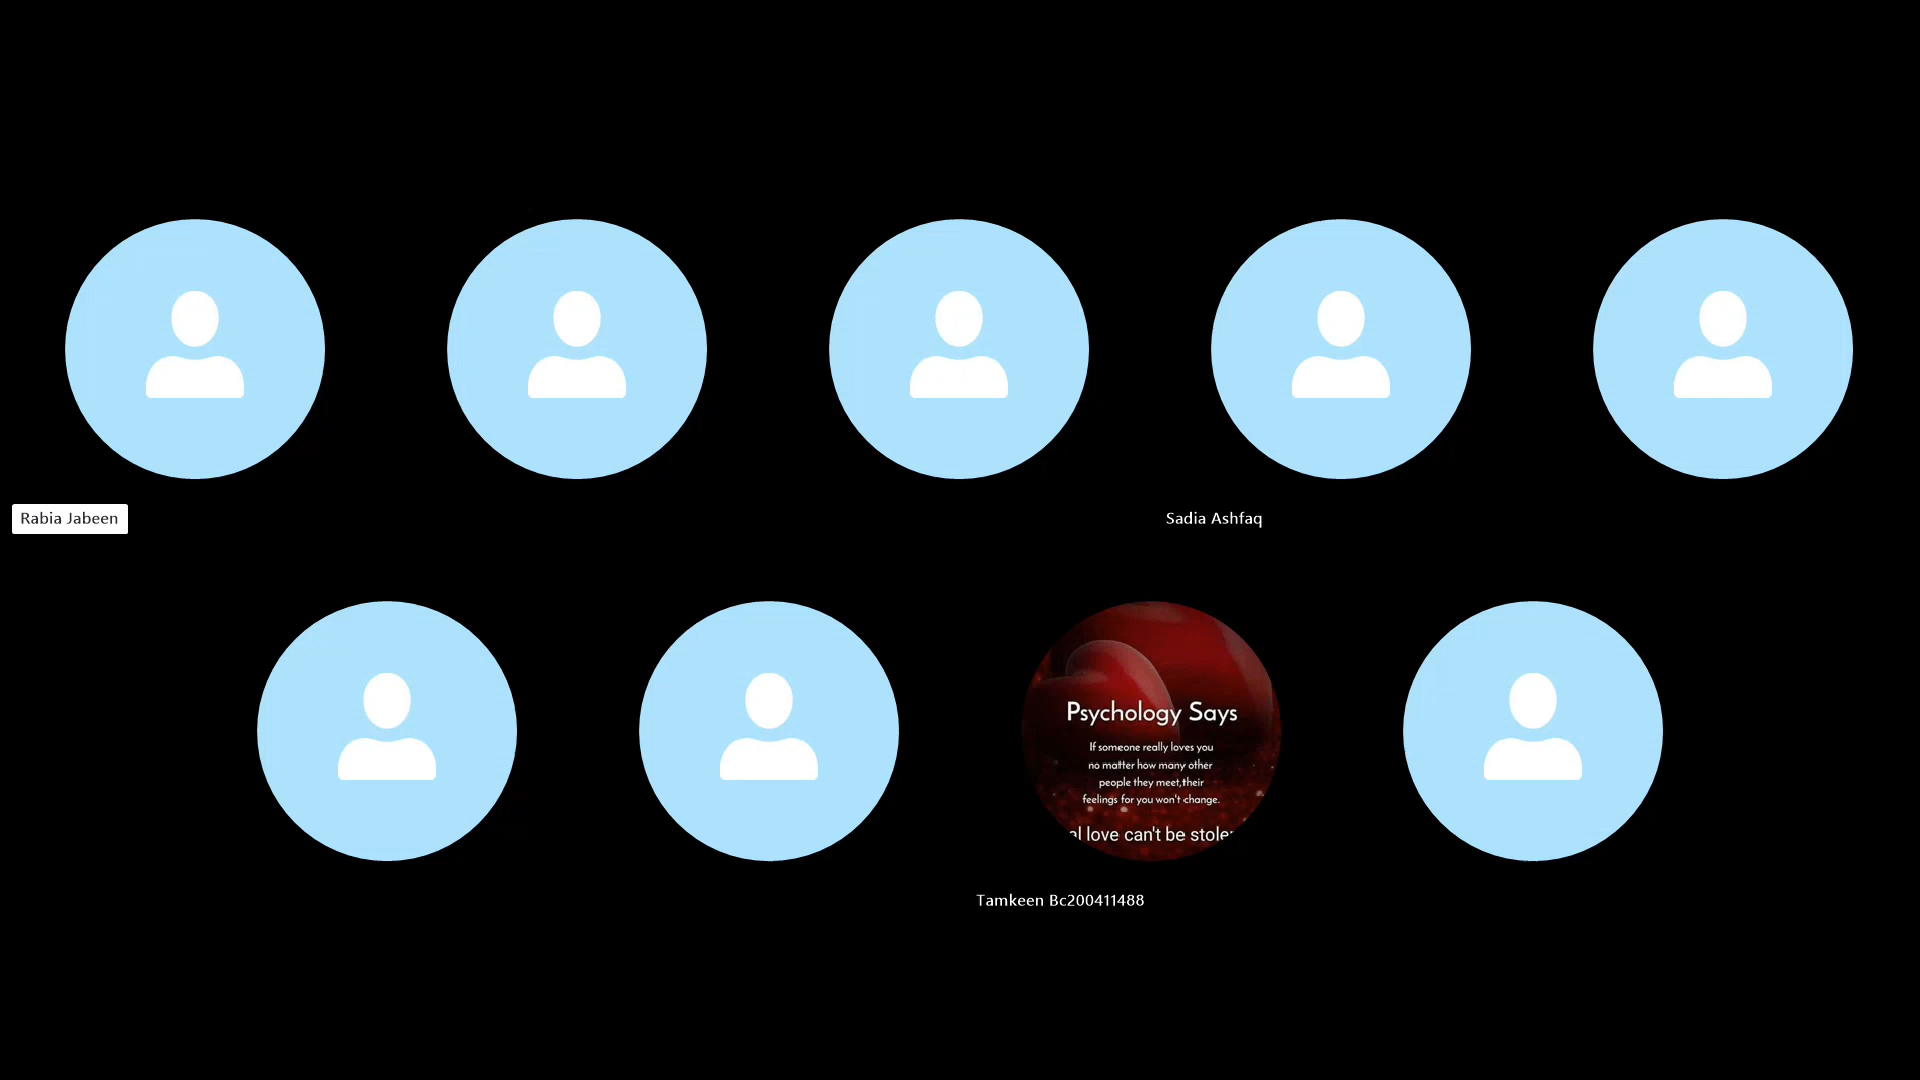 Rabia Jabeen
Sadia Ashfaq
Psychology Says
If someone really loves you
no matter how many other
people they meet,their
feelings for you won't change.
love can't be
Tamkeen Bc200411488